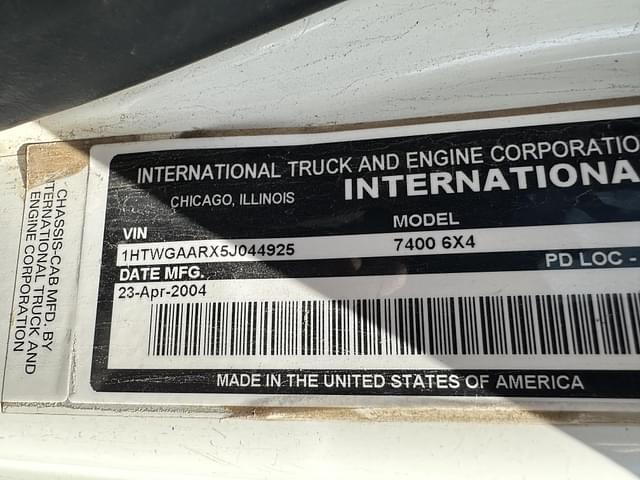 INTERNATIONAL TRUCK AND ENGINE CORPORATIO
CHICAGO, ILLINOIS
INTERNATIONA
VIN
MODEL
1HTWGAARX5J044925
7400 6X4
DATE MFG.
PD LOC -
23-Apr-2004
MADE IN THE UNITED STATES OF AMERICA
CHASSIS-CAB MFD. BY
NTERNATIONAL TRUCK AND
ENGINE CORPORATION